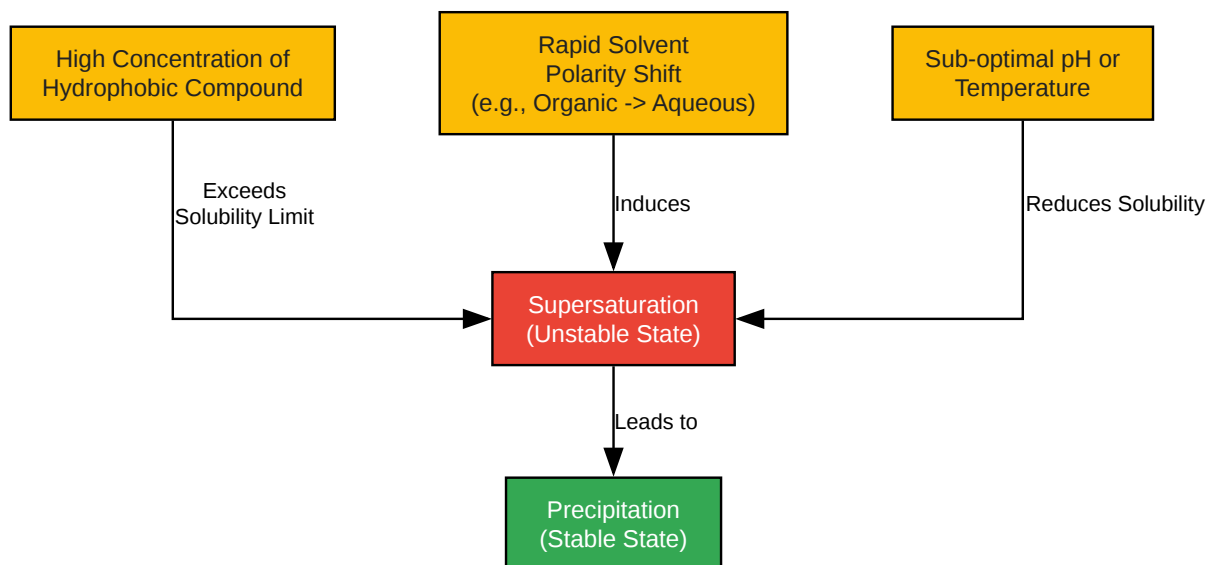 High Concentration of
Hydrophobic Compound
Rapid Solvent
Polarity Shift
(e.g., Organic -> Aqueous)
Sub-optimal pH or
Temperature
Exceeds
Solubility Limit
Induces
Reduces Solubility
Supersaturation
(Unstable State)
Leads to
Precipitation
(Stable State)